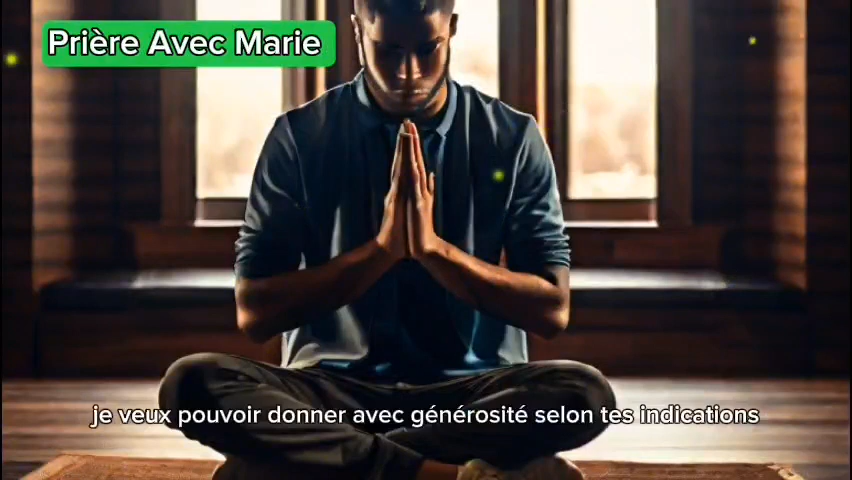 Prière Avec Marie
je veux pouvoir donner avec générosité selon tes indications